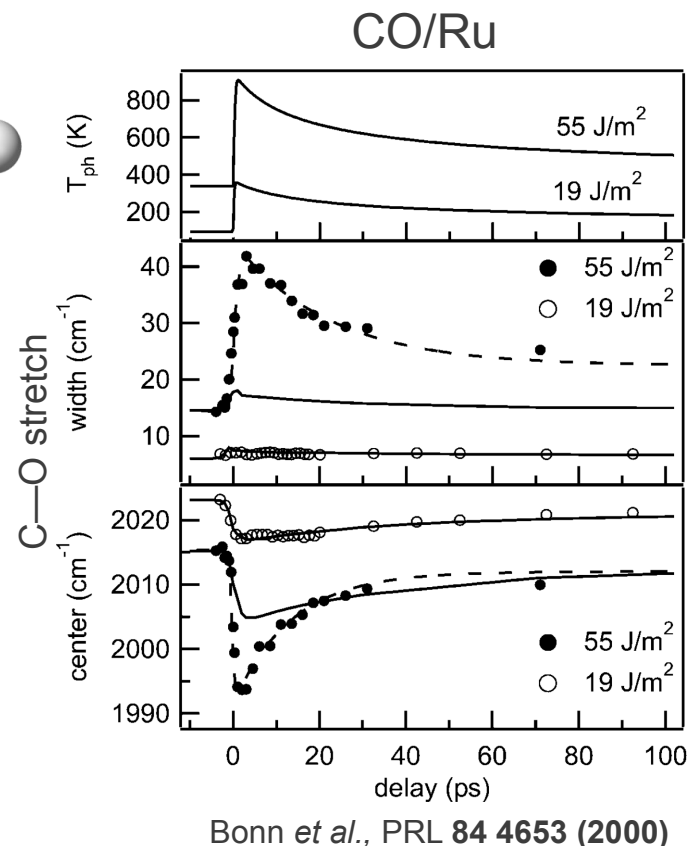 CO/Ru
800
600
400
200
T_ph (K)
55 J/m²
19 J/m²
40
30
20
10
width (cm⁻¹)
● 55 J/m²
○ 19 J/m²
C—O stretch
2020
2010
2000
1990
center (cm⁻¹)
● 55 J/m²
○ 19 J/m²
0 20 40 60 80 100
delay (ps)
Bonn et al., PRL 84 4653 (2000)